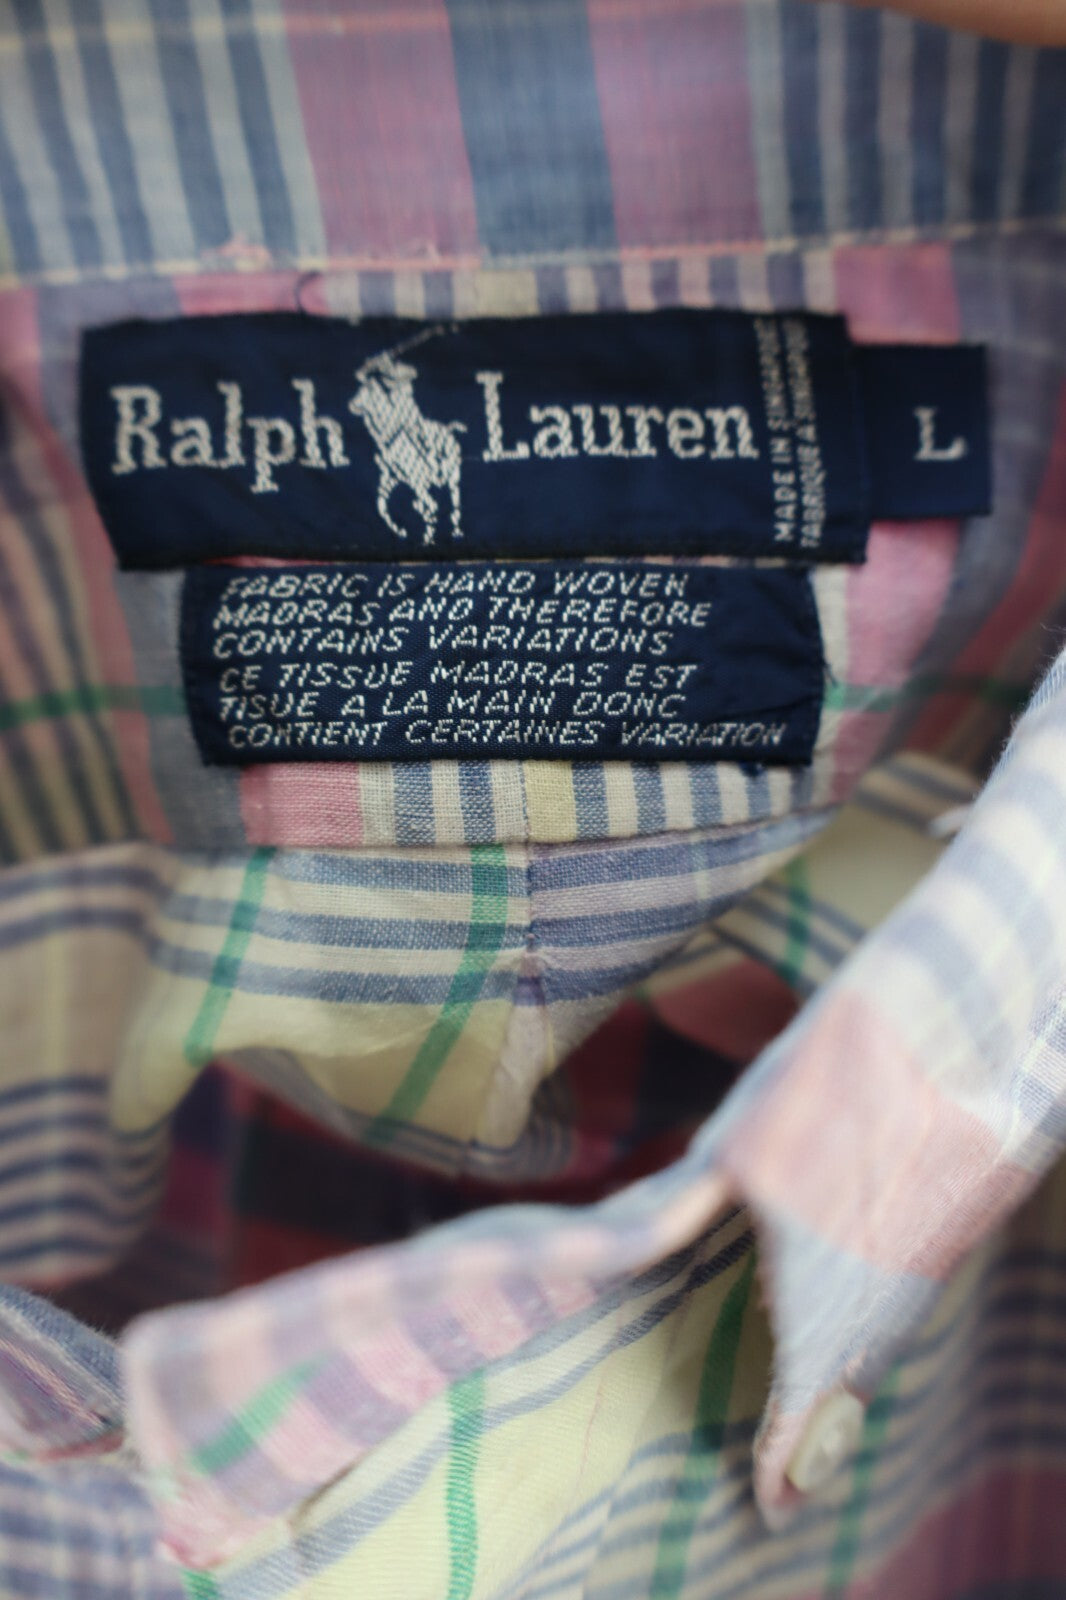 Ralph Lauren
MADE IN SINGAPORE
FABRIQUE A SINGAPOUR
L
FABRIC IS HAND WOVEN
MADRAS AND THEREFORE
CONTAINS VARIATIONS
CE TISSUE MADRAS EST
TISUE A LA MAIN DONC
CONTIENT CERTAINES VARIATION